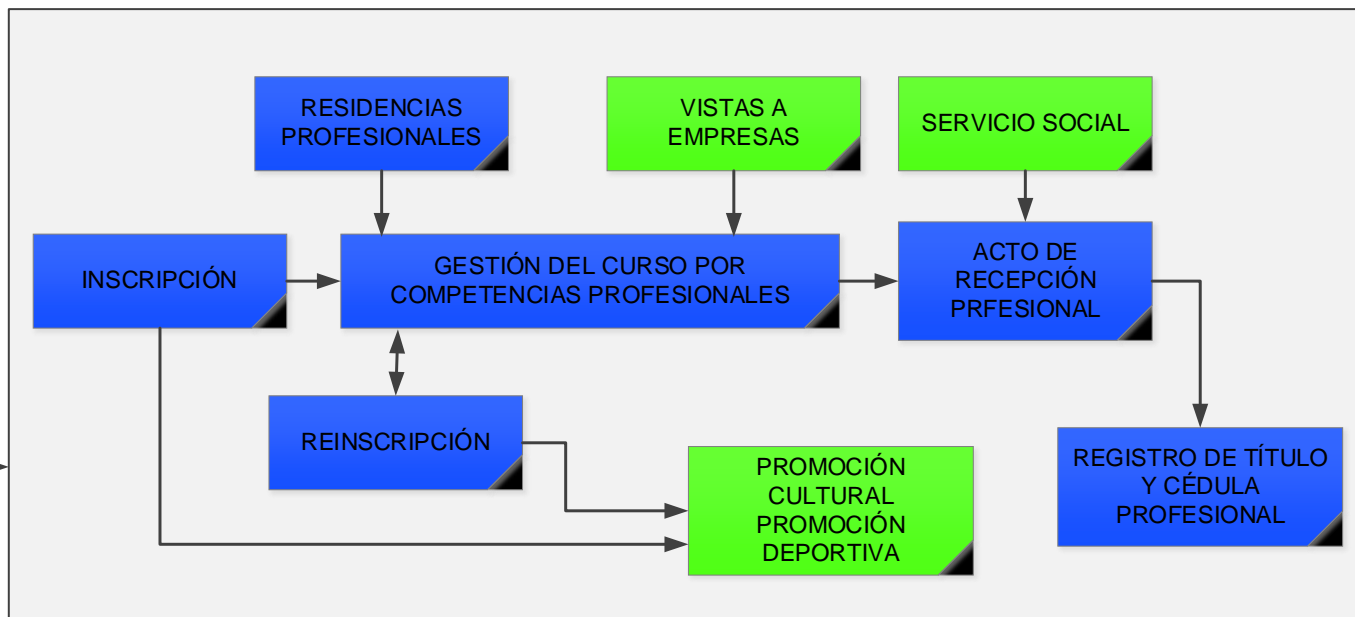 RESIDENCIAS
PROFESIONALES
VISTAS A
EMPRESAS
SERVICIO SOCIAL
INSCRIPCIÓN
GESTIÓN DEL CURSO POR
COMPETENCIAS PROFESIONALES
ACTO DE
RECEPCIÓN
PRFESIONAL
REINSCRIPCIÓN
PROMOCIÓN
CULTURAL
PROMOCIÓN
DEPORTIVA
REGISTRO DE TÍTULO
Y CÉDULA
PROFESIONAL